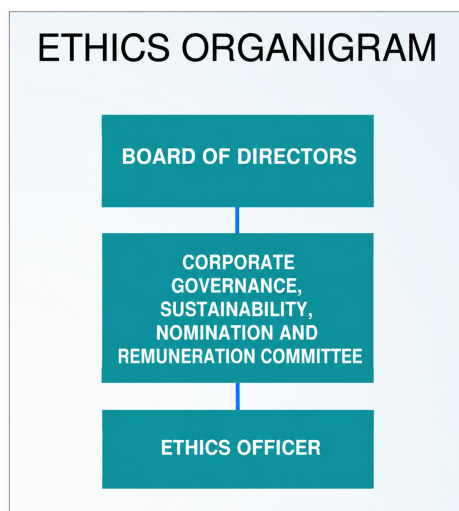 ETHICS ORGANIGRAM
BOARD OF DIRECTORS
CORPORATE
GOVERNANCE,
SUSTAINABILITY,
NOMINATION AND
REMUNERATION COMMITTEE
ETHICS OFFICER